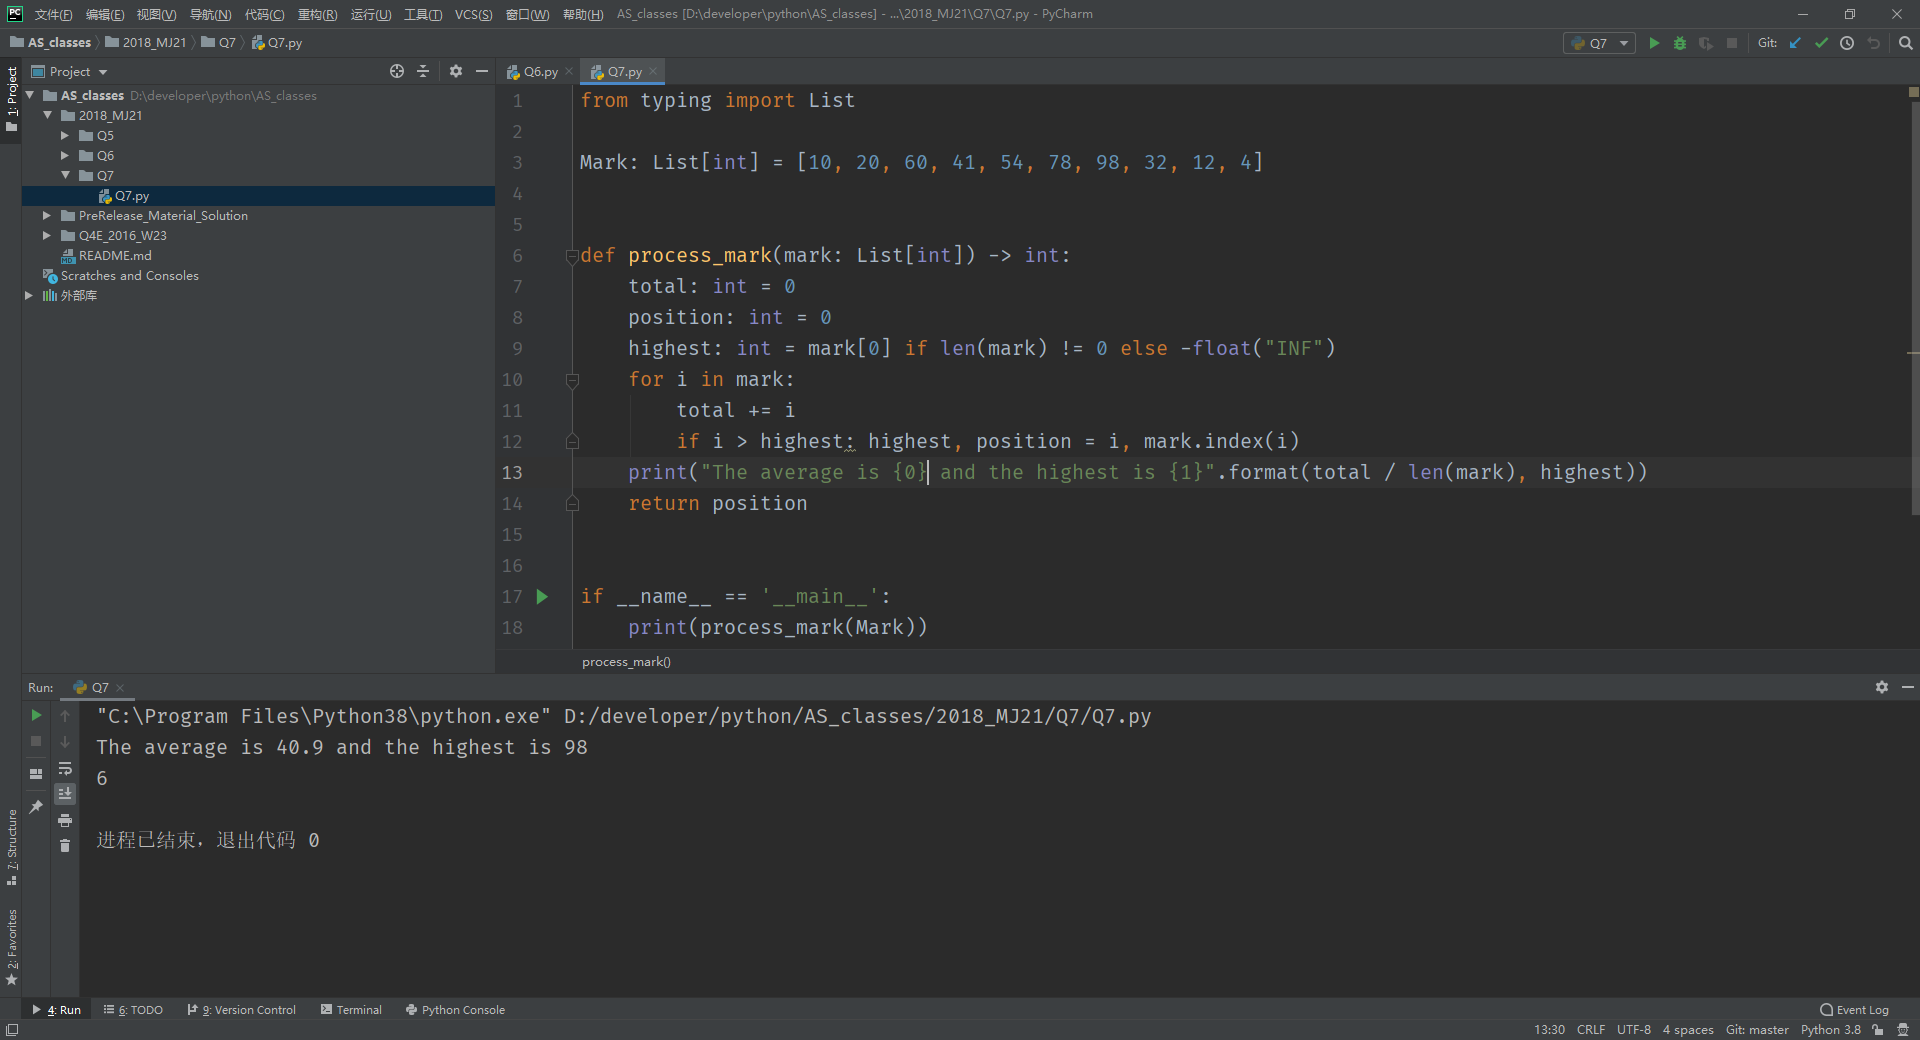 PC 文件(F) 编辑(E) 视图(V) 导航(N) 代码(C) 重构(R) 运行(U) 工具(T) VCS(S) 窗口(W) 帮助(H) AS_classes [D:\developer\python\AS_classes] - ...\2018_MJ21\Q7\Q7.py - PyCharm
AS_classes 2018_MJ21 Q7 Q7.py Q7 Git:
1: Project
Project
AS_classes D:\developer\python\AS_classes
2018_MJ21
Q5
Q6
Q7
Q7.py
PreRelease_Material_Solution
Q4E_2016_W23
README.md
Scratches and Consoles
外部库
Q6.py Q7.py
1 from typing import List
2
3 Mark: List[int] = [10, 20, 60, 41, 54, 78, 98, 32, 12, 4]
4
5
6 def process_mark(mark: List[int]) -> int:
7 total: int = 0
8 position: int = 0
9 highest: int = mark[0] if len(mark) != 0 else -float("INF")
10 for i in mark:
11 total += i
12 if i > highest: highest, position = i, mark.index(i)
13 print("The average is {0} and the highest is {1}".format(total / len(mark), highest))
14 return position
15
16
17 if __name__ == '__main__':
18 print(process_mark(Mark))
process_mark()
Run: Q7
"C:\Program Files\Python38\python.exe" D:/developer/python/AS_classes/2018_MJ21/Q7/Q7.py
The average is 40.9 and the highest is 98
6
进程已结束，退出代码 0
7: Structure
2: Favorites
4: Run 6: TODO 9: Version Control Terminal Python Console Event Log
13:30 CRLF UTF-8 4 spaces Git: master Python 3.8